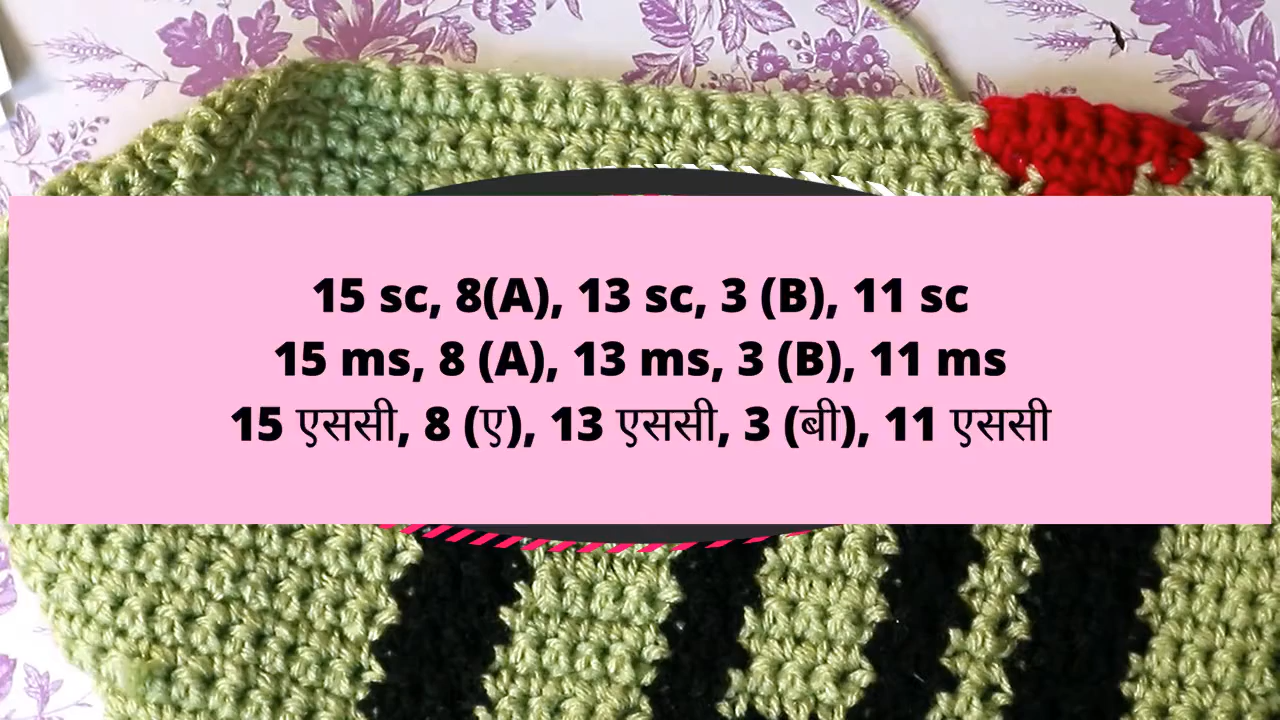 15 sc, 8(A), 13 sc, 3 (B), 11 sc
15 ms, 8 (A), 13 ms, 3 (B), 11 ms
15 एससी, 8 (ए), 13 एससी, 3 (बी), 11 एससी